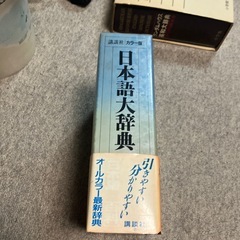 講談社 カラー版
日本語大辞典
引きやすい
分かりやすい
オールカラー最新辞典
講談社